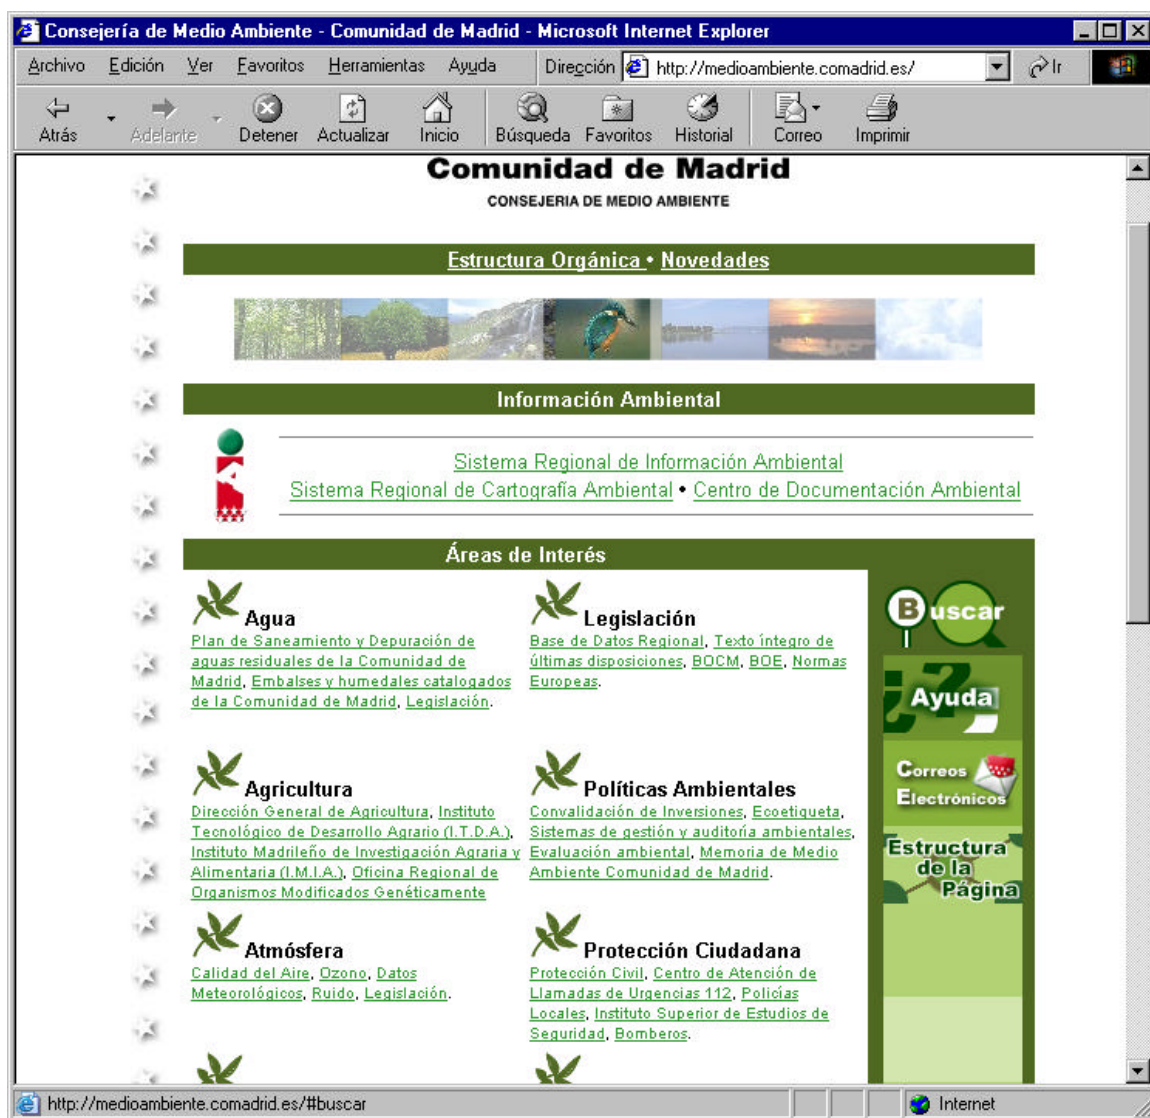 Consejería de Medio Ambiente - Comunidad de Madrid - Microsoft Internet Explorer
Archivo Edición Ver Favoritos Herramientas Ayuda Dirección http://medioambiente.comadrid.es/ Ir
Atrás Adelante Detener Actualizar Inicio Búsqueda Favoritos Historial Correo Imprimir
Comunidad de Madrid
CONSEJERIA DE MEDIO AMBIENTE
Estructura Orgánica • Novedades
Información Ambiental
Sistema Regional de Información Ambiental
Sistema Regional de Cartografía Ambiental • Centro de Documentación Ambiental
Áreas de Interés
Agua
Plan de Saneamiento y Depuración de
aguas residuales de la Comunidad de
Madrid, Embalses y humedales catalogados
de la Comunidad de Madrid, Legislación.
Legislación
Base de Datos Regional, Texto íntegro de
últimas disposiciones, BOCM, BOE, Normas
Europeas.
Agricultura
Dirección General de Agricultura, Instituto
Tecnológico de Desarrollo Agrario (I.T.D.A.),
Instituto Madrileño de Investigación Agraria y
Alimentaria (I.M.I.A.), Oficina Regional de
Organismos Modificados Genéticamente
Políticas Ambientales
Convalidación de Inversiones, Ecoetiqueta,
Sistemas de gestión y auditoría ambientales,
Evaluación ambiental, Memoria de Medio
Ambiente Comunidad de Madrid.
Atmósfera
Calidad del Aire, Ozono, Datos
Meteorológicos, Ruido, Legislación.
Protección Ciudadana
Protección Civil, Centro de Atención de
Llamadas de Urgencias 112, Policías
Locales, Instituto Superior de Estudios de
Seguridad, Bomberos.
Buscar
¿? Ayuda
Correos
Electrónicos
Estructura
de la
Página
http://medioambiente.comadrid.es/#buscar Internet